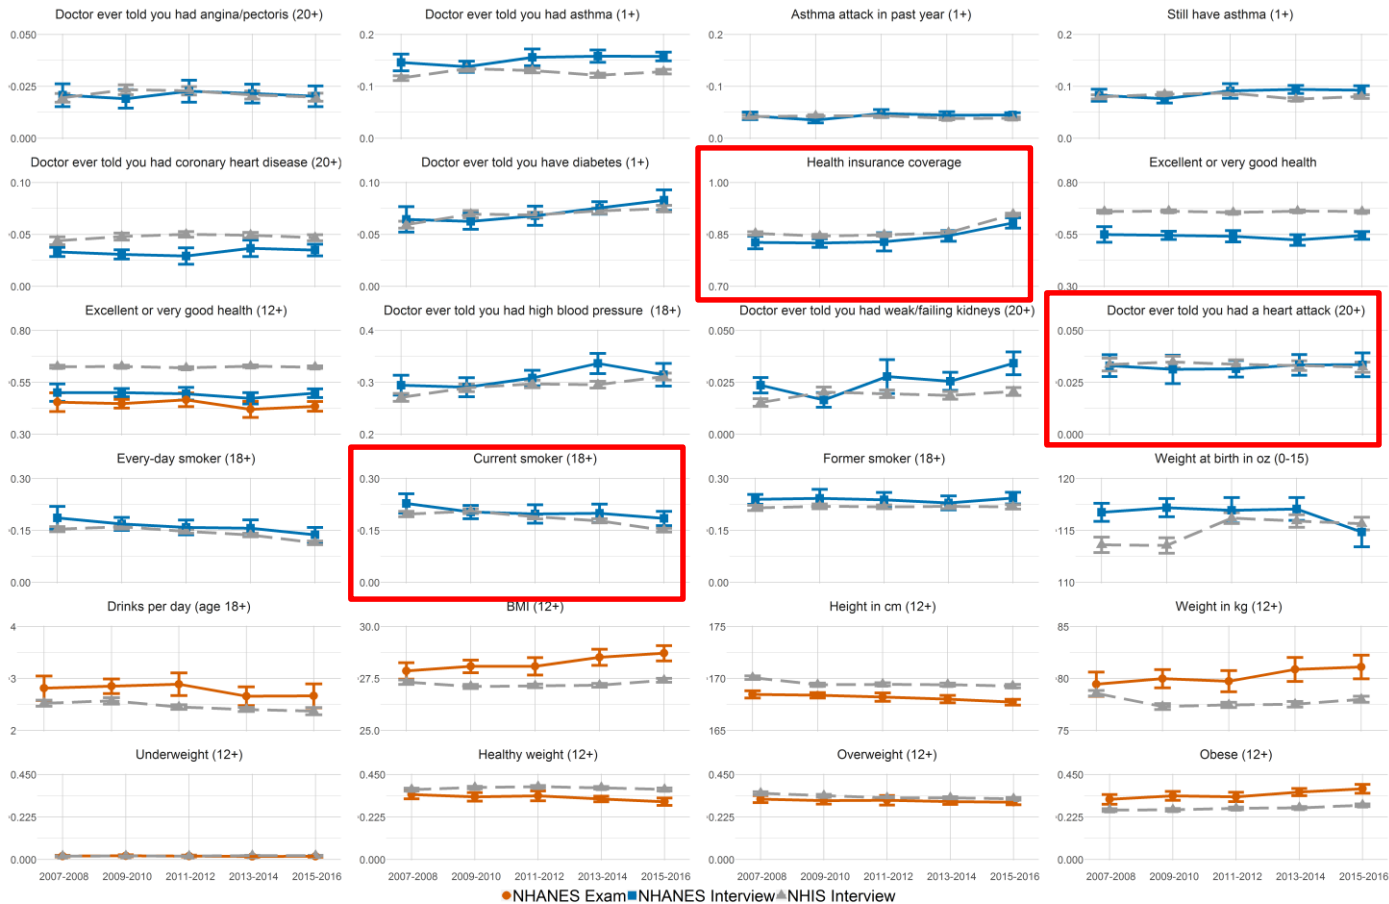 Doctor ever told you had angina/pectoris (20+)
Doctor ever told you had asthma (1+)
Asthma attack in past year (1+)
Still have asthma (1+)
0.050
0.025
0.000
0.2
0.1
0.0
0.2
0.1
0.0
0.2
0.1
0.0
Doctor ever told you had coronary heart disease (20+)
Doctor ever told you have diabetes (1+)
Health insurance coverage
Excellent or very good health
0.10
0.05
0.00
0.10
0.05
0.00
1.00
0.85
0.70
0.80
0.55
0.30
Excellent or very good health (12+)
Doctor ever told you had high blood pressure (18+)
Doctor ever told you had weak/failing kidneys (20+)
Doctor ever told you had a heart attack (20+)
0.80
0.55
0.30
0.4
0.3
0.2
0.050
0.025
0.000
0.050
0.025
0.000
Every-day smoker (18+)
Current smoker (18+)
Former smoker (18+)
Weight at birth in oz (0-15)
0.30
0.15
0.00
0.30
0.15
0.00
0.30
0.15
0.00
120
115
110
Drinks per day (age 18+)
BMI (12+)
Height in cm (12+)
Weight in kg (12+)
4
3
2
30.0
27.5
25.0
175
170
165
85
80
75
Underweight (12+)
Healthy weight (12+)
Overweight (12+)
Obese (12+)
0.450
0.225
0.000
0.450
0.225
0.000
0.450
0.225
0.000
0.450
0.225
0.000
2007-2008 2009-2010 2011-2012 2013-2014 2015-2016
2007-2008 2009-2010 2011-2012 2013-2014 2015-2016
2007-2008 2009-2010 2011-2012 2013-2014 2015-2016
2007-2008 2009-2010 2011-2012 2013-2014 2015-2016
NHANES Exam NHANES Interview NHIS Interview